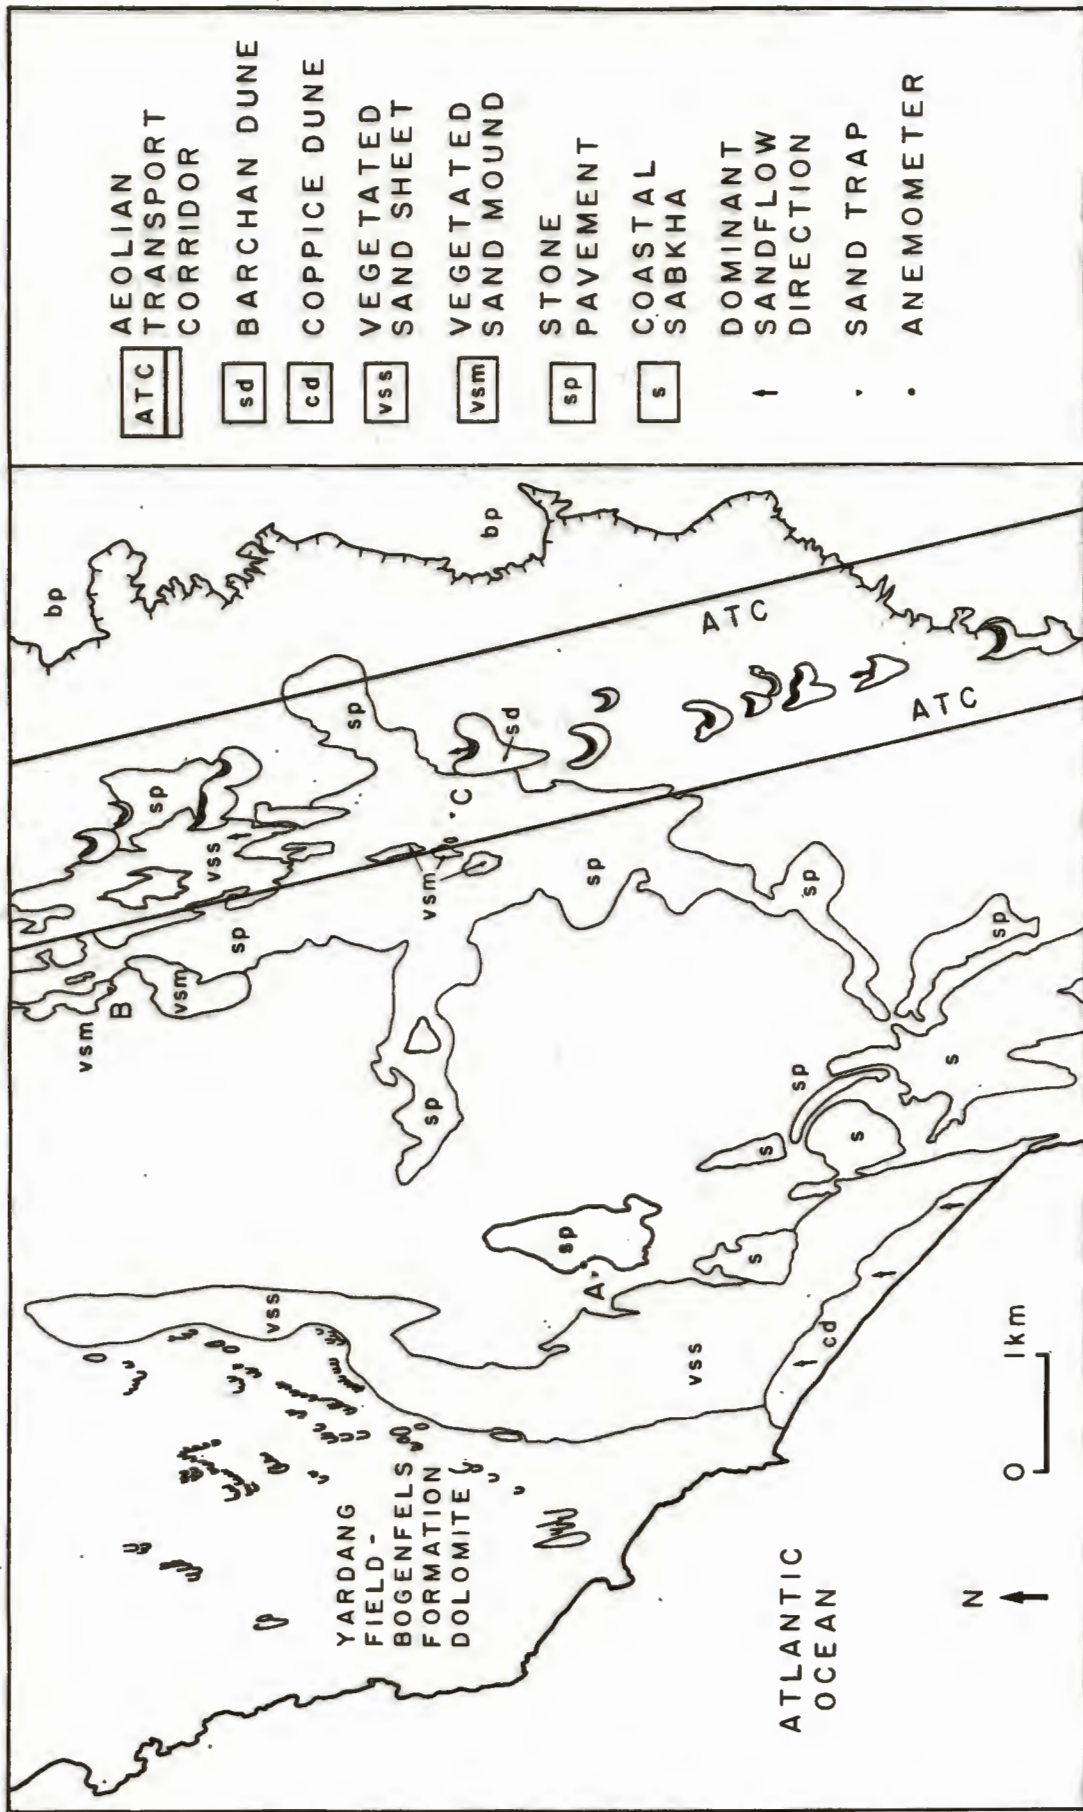 YARDANG
FIELD -
BOGENFELS
FORMATION
DOLOMITE
ATLANTIC
OCEAN
N
0 1km
bp
vsm
B
sp
vsm
vss
sp
vss
sp
vsm
C
sp
bp
sd
sp
A
sp
vss
ATC
s
s
sp
sp
cd
s
ATC
s
sp
ATC AEOLIAN
TRANSPORT
CORRIDOR
sd BARCHAN DUNE
cd COPPICE DUNE
vss VEGETATED
SAND SHEET
vsm VEGETATED
SAND MOUND
sp STONE
PAVEMENT
s COASTAL
SABKHA
DOMINANT
SANDFLOW
DIRECTION
SAND TRAP
ANEMOMETER